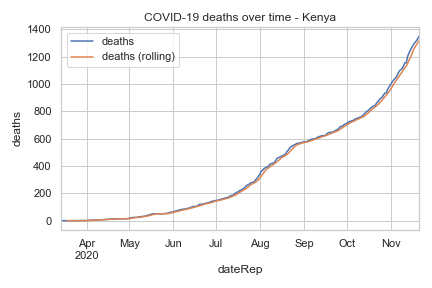 COVID-19 deaths over time - Kenya
deaths
deaths (rolling)
deaths
1400
1200
1000
800
600
400
200
0
Apr May Jun Jul Aug Sep Oct Nov
2020
dateRep